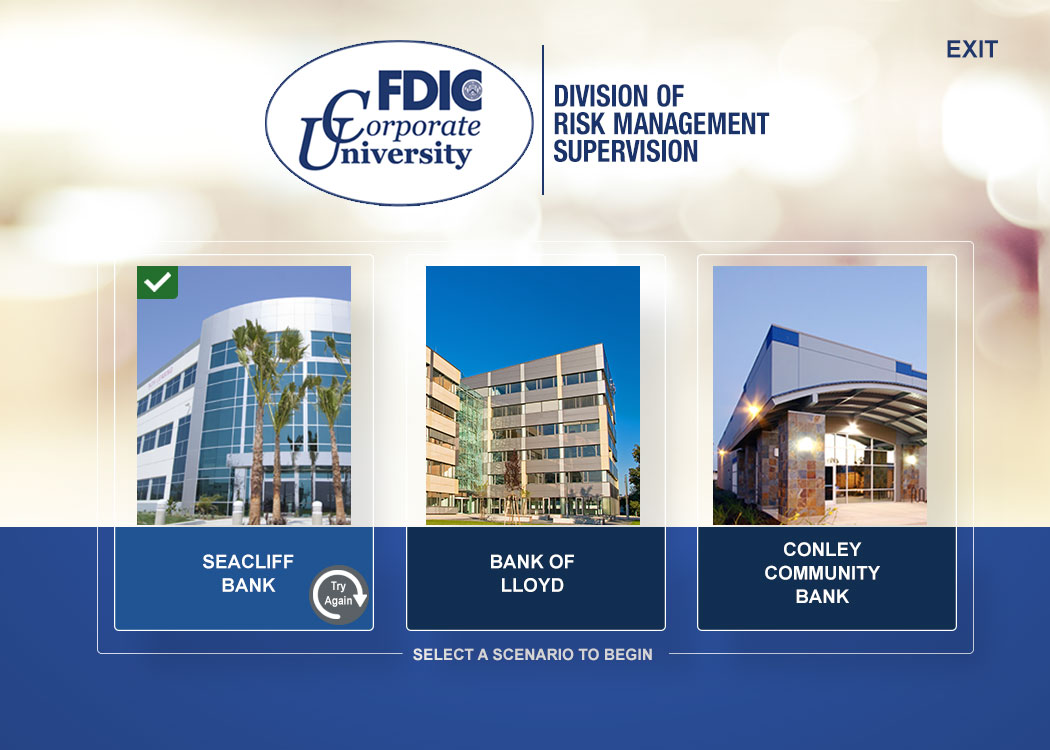 EXIT
FDIC
Corporate
University
DIVISION OF
RISK MANAGEMENT
SUPERVISION
SEACLIFF
BANK
Try
Again
BANK OF
LLOYD
CONLEY
COMMUNITY
BANK
SELECT A SCENARIO TO BEGIN